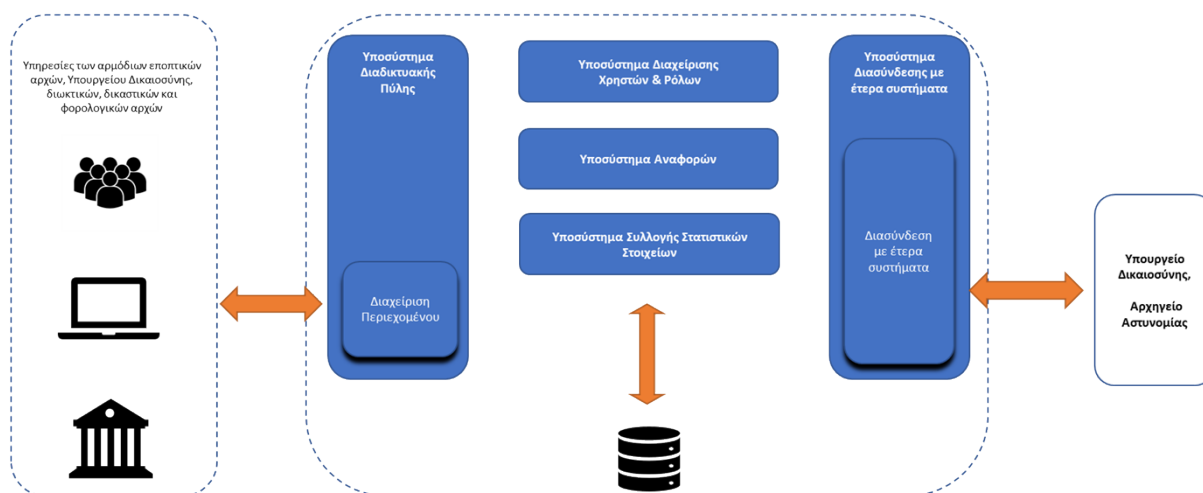 Υπηρεσίες των αρμόδιων εποπτικών
αρχών, Υπουργείου Δικαιοσύνης,
διωκτικών, δικαστικών και
φορολογικών αρχών
Υποσύστημα
Διαδικτυακής
Πύλης
Διαχείριση
Περιεχομένου
Υποσύστημα Διαχείρισης
Χρηστών & Ρόλων
Υποσύστημα Αναφορών
Υποσύστημα Συλλογής Στατιστικών
Στοιχείων
Υποσύστημα
Διασύνδεσης με
έτερα συστήματα
Διασύνδεση
με έτερα
συστήματα
Υπουργείο
Δικαιοσύνης,
Αρχηγείο
Αστυνομίας